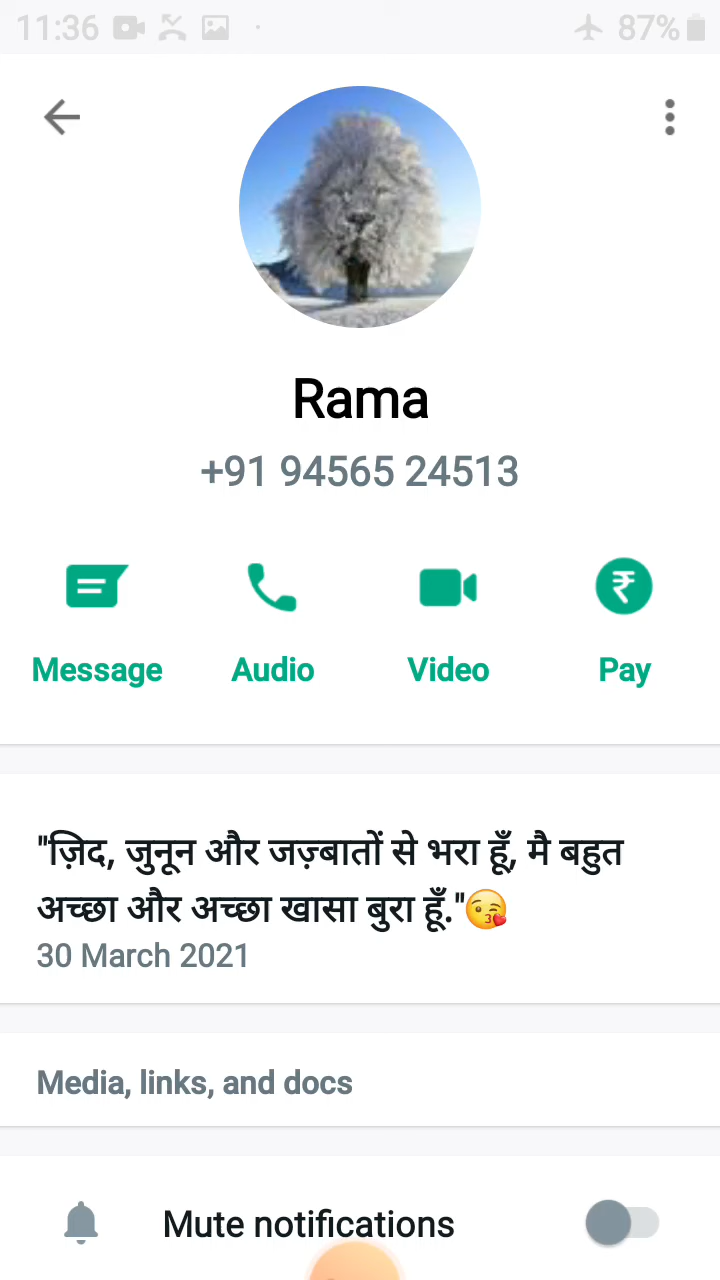 11:36
87%
Rama
+91 94565 24513
Message Audio Video Pay
"ज़िद, जुनून और जज़्बातों से भरा हूँ, मै बहुत
अच्छा और अच्छा खासा बुरा हूँ."😘
30 March 2021
Media, links, and docs
Mute notifications